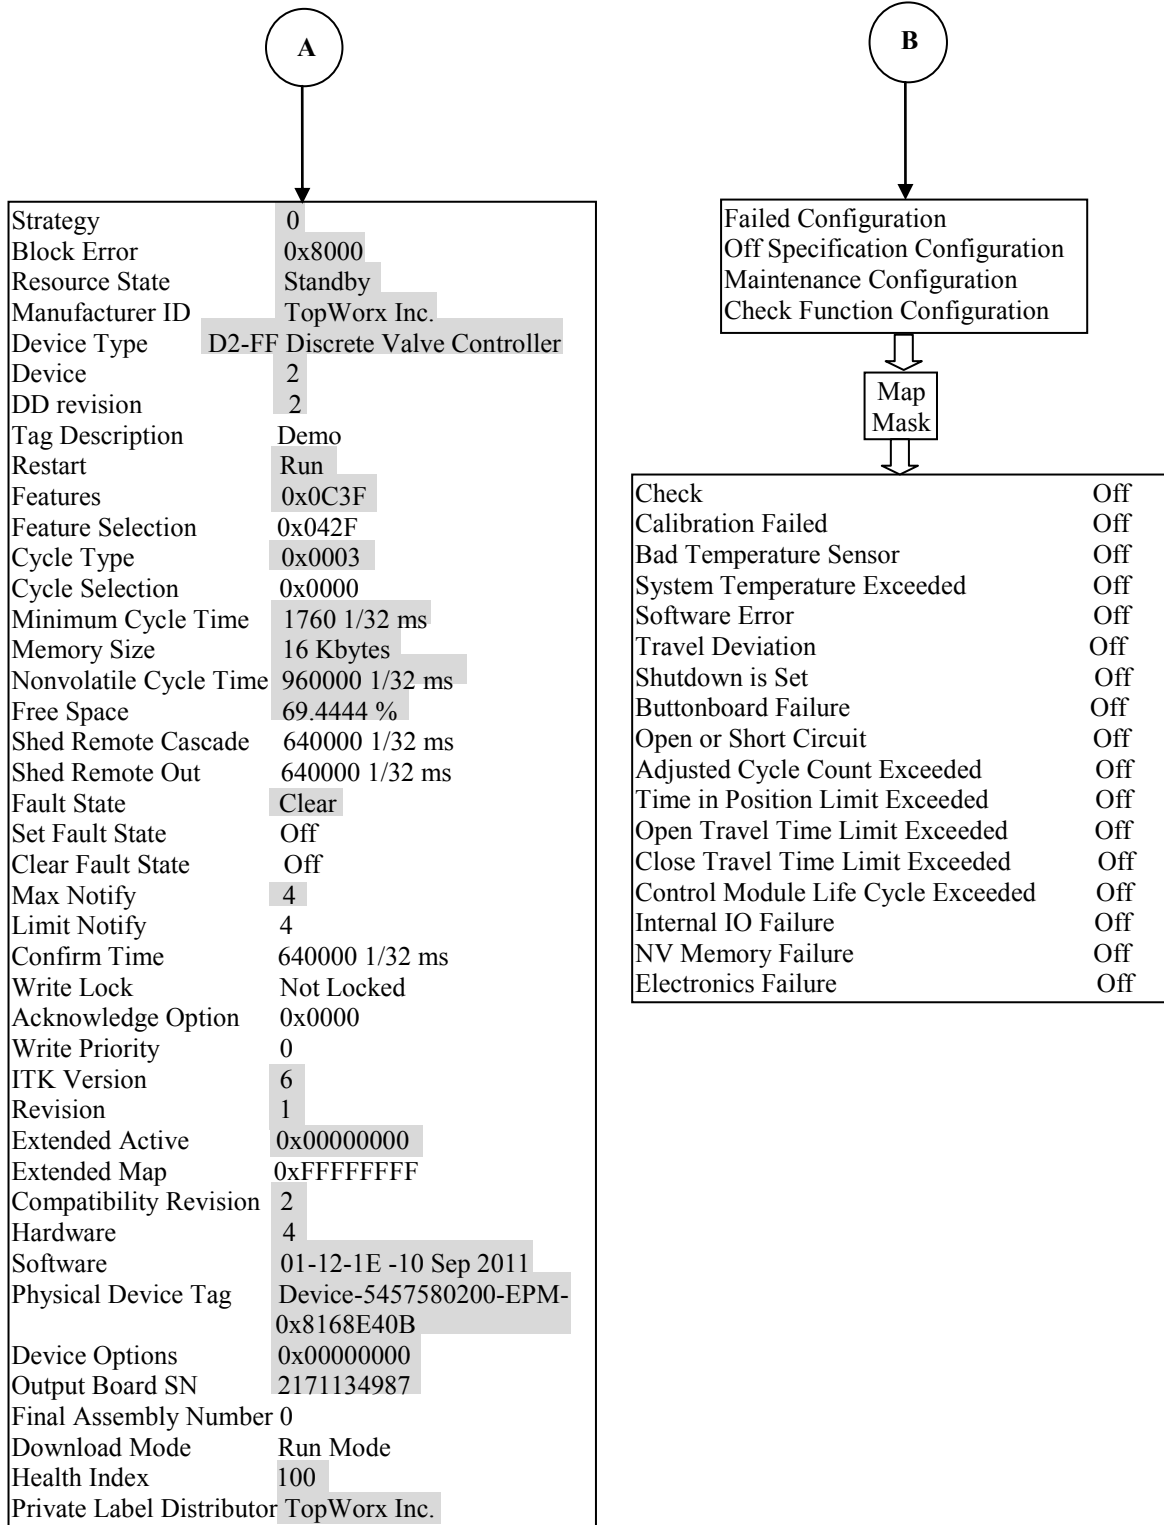 A
Strategy 0
Block Error 0x8000
Resource State Standby
Manufacturer ID TopWorx Inc.
Device Type D2-FF Discrete Valve Controller
Device 2
DD revision 2
Tag Description Demo
Restart Run
Features 0x0C3F
Feature Selection 0x042F
Cycle Type 0x0003
Cycle Selection 0x0000
Minimum Cycle Time 1760 1/32 ms
Memory Size 16 Kbytes
Nonvolatile Cycle Time 960000 1/32 ms
Free Space 69.4444 %
Shed Remote Cascade 640000 1/32 ms
Shed Remote Out 640000 1/32 ms
Fault State Clear
Set Fault State Off
Clear Fault State Off
Max Notify 4
Limit Notify 4
Confirm Time 640000 1/32 ms
Write Lock Not Locked
Acknowledge Option 0x0000
Write Priority 0
ITK Version 6
Revision 1
Extended Active 0x00000000
Extended Map 0xFFFFFFFF
Compatibility Revision 2
Hardware 4
Software 01-12-1E -10 Sep 2011
Physical Device Tag Device-5457580200-EPM-
0x8168E40B
Device Options 0x00000000
Output Board SN 2171134987
Final Assembly Number 0
Download Mode Run Mode
Health Index 100
Private Label Distributor TopWorx Inc.
B
Failed Configuration
Off Specification Configuration
Maintenance Configuration
Check Function Configuration
Map
Mask
Check Off
Calibration Failed Off
Bad Temperature Sensor Off
System Temperature Exceeded Off
Software Error Off
Travel Deviation Off
Shutdown is Set Off
Buttonboard Failure Off
Open or Short Circuit Off
Adjusted Cycle Count Exceeded Off
Time in Position Limit Exceeded Off
Open Travel Time Limit Exceeded Off
Close Travel Time Limit Exceeded Off
Control Module Life Cycle Exceeded Off
Internal IO Failure Off
NV Memory Failure Off
Electronics Failure Off